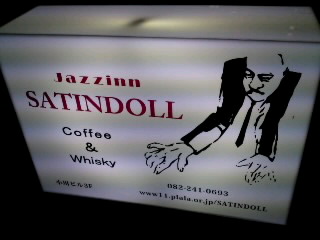 Jazzinn
SATINDOLL
Coffee
&
Whisky
小川ビル3F
082-241-0693
www11.plala.or.jp/SATINDOLL